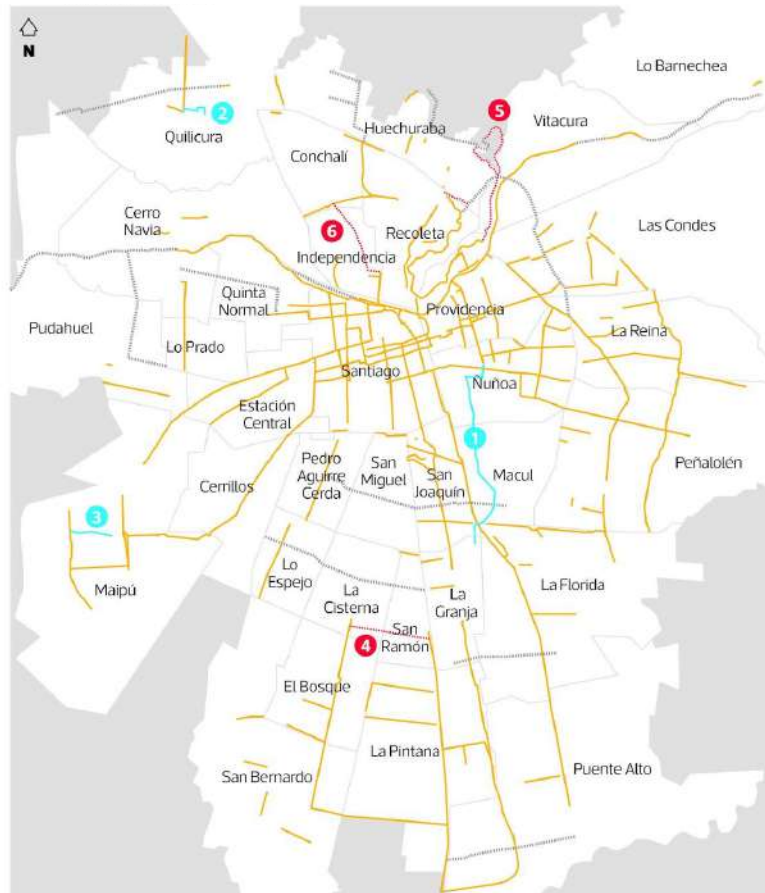 N
Lo Barnechea
5
Vitacura
2
Huechuraba
Quilicura
Conchalí
Cerro
Navia
Las Condes
6
Recoleta
Independencia
Quinta
Normal
Providencia
Pudahuel
La Reina
Lo Prado
Santiago
Ñuñoa
Estación
Central
1
Pedro
Aguirre
Cerda
San
Miguel
San
Joaquín
Macul
Peñalolén
Cerrillos
3
Maipú
Lo
Espejo
La
Cisterna
La
Granja
La Florida
San
Ramón
4
El Bosque
La Pintana
San Bernardo
Puente Alto